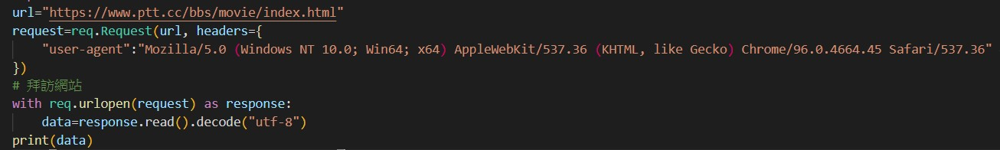 url="https://www.ptt.cc/bbs/movie/index.html"
request=req.Request(url, headers={
    "user-agent":"Mozilla/5.0 (Windows NT 10.0; Win64; x64) AppleWebKit/537.36 (KHTML, like Gecko) Chrome/96.0.4664.45 Safari/537.36"
})
# 拜訪網站
with req.urlopen(request) as response:
    data=response.read().decode("utf-8")
print(data)